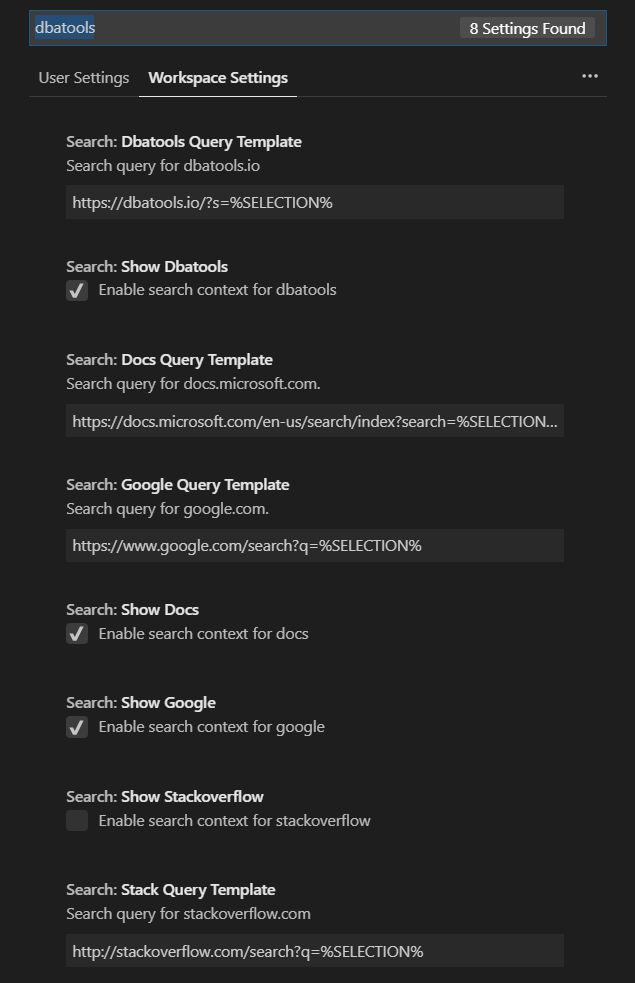 dbatools
8 Settings Found
User Settings
Workspace Settings
Search: Dbatools Query Template
Search query for dbatools.io
https://dbatools.io/?s=%SELECTION%
Search: Show Dbatools
Enable search context for dbatools
Search: Docs Query Template
Search query for docs.microsoft.com.
https://docs.microsoft.com/en-us/search/index?search=%SELECTION...
Search: Google Query Template
Search query for google.com.
https://www.google.com/search?q=%SELECTION%
Search: Show Docs
Enable search context for docs
Search: Show Google
Enable search context for google
Search: Show Stackoverflow
Enable search context for stackoverflow
Search: Stack Query Template
Search query for stackoverflow.com
http://stackoverflow.com/search?q=%SELECTION%